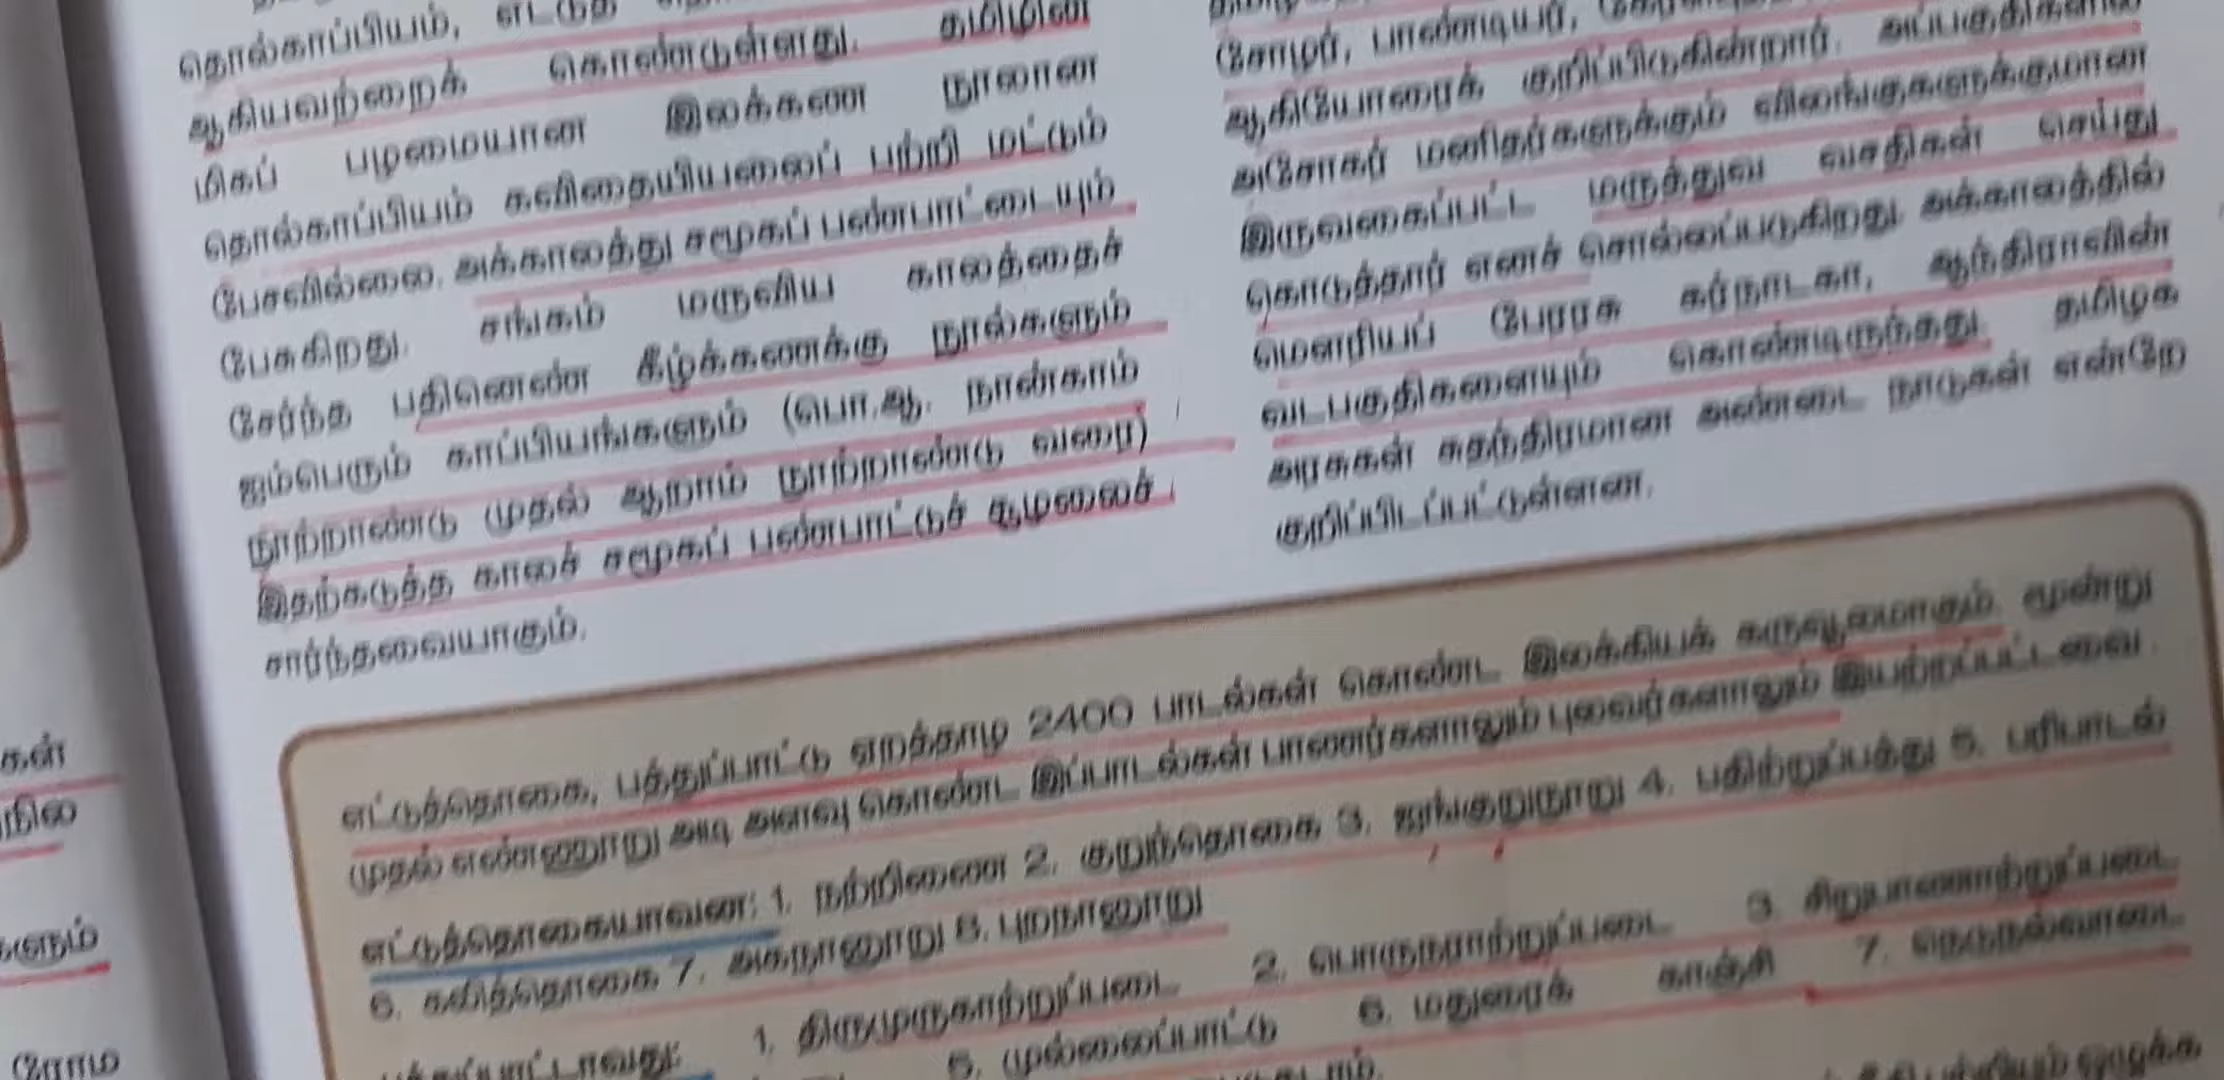 தொல்காப்பியம், எட்டுத்
ஆகியவற்றைக் கொண்டுள்ளது. தமிழின்
மிகப் பழமையான இலக்கண நூலான
தொல்காப்பியம் கவிதையியலைப் பற்றி மட்டும்
பேசவில்லை. அக்காலத்து சமூகப் பண்பாட்டையும்
பேசுகிறது. சங்கம் மருவிய காலத்தைச்
சேர்ந்த பதினெண் கீழ்க்கணக்கு நூல்களும்
ஐம்பெரும் காப்பியங்களும் (பொ.ஆ. நான்காம்
நூற்றாண்டு முதல் ஆறாம் நூற்றாண்டு வரை)
இதற்கடுத்த காலச் சமூகப் பண்பாட்டுச் சூழலைச்
சார்ந்தவையாகும்.
சோழர், பாண்டியர்,
ஆகியோரைக் குறிப்பிடுகின்றார். அப்பகுதிகளில்
அசோகர் மனிதர்களுக்கும் விலங்குகளுக்குமான
இருவகைப்பட்ட மருத்துவ வசதிகள் செய்து
கொடுத்தார் எனச் சொல்லப்படுகிறது. அக்காலத்தில்
மௌரியப் பேரரசு கர்நாடகா, ஆந்திராவின்
வடபகுதிகளையும் கொண்டிருந்தது. தமிழக
அரசுகள் சுதந்திரமான அண்டை நாடுகள் என்றே
குறிப்பிடப்பட்டுள்ளன.
எட்டுத்தொகை, பத்துப்பாட்டு ஏறத்தாழ 2400 பாடல்கள் கொண்ட இலக்கியக் கருவூலமாகும். மூன்று
முதல் எண்ணூறு அடி அளவு கொண்ட இப்பாடல்கள் பாணர்களாலும் புலவர்களாலும் இயற்றப்பட்டவை.
எட்டுத்தொகையாவன: 1. நற்றிணை 2. குறுந்தொகை 3. ஐங்குறுநூறு 4. பதிற்றுப்பத்து 5. பரிபாடல்
6. கலித்தொகை 7. அகநானூறு 8. புறநானூறு
பத்துப்பாட்டாவது: 1. திருமுருகாற்றுப்படை 2. பொருநராற்றுப்படை 3. சிறுபாணாற்றுப்படை
5. முல்லைப்பாட்டு 6. மதுரைக் காஞ்சி 7. நெடுநல்வாடை
கள்
நில
களும்
ரோம